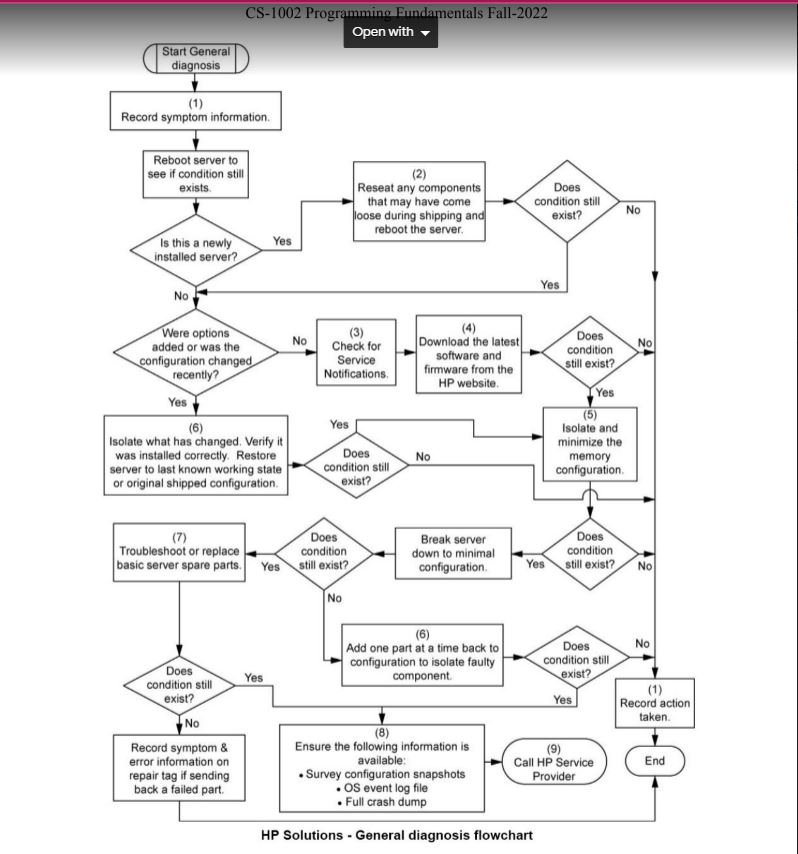 CS-1002 Programming Fundamentals Fall-2022
Open with
Start General
diagnosis
(1)
Record symptom information.
Reboot server to
see if condition still
exists.
Is this a newly
installed server?
Yes
(2)
Reseat any components
that may have come
loose during shipping and
reboot the server.
Does
condition still
exist?
No
Yes
No
Were options
added or was the
configuration changed
recently?
No
(3)
Check for
Service
Notifications.
(4)
Download the latest
software and
firmware from the
HP website.
Does
condition
still exist?
No
Yes
Yes
(6)
Isolate what has changed. Verify it
was installed correctly. Restore
server to last known working state
or original shipped configuration.
Yes
Does
condition still
exist?
No
(5)
Isolate and
minimize the
memory
configuration.
(7)
Troubleshoot or replace
basic server spare parts.
Yes
Does
condition
still exist?
Break server
down to minimal
configuration.
Yes
Does
condition
still exist?
No
No
(6)
Add one part at a time back to
configuration to isolate faulty
component.
Does
condition still
exist?
No
Yes
Does
condition still
exist?
Yes
No
(1)
Record action
taken.
Record symptom &
error information on
repair tag if sending
back a failed part.
(8)
Ensure the following information is
available:
• Survey configuration snapshots
• OS event log file
• Full crash dump
(9)
Call HP Service
Provider
End
HP Solutions - General diagnosis flowchart